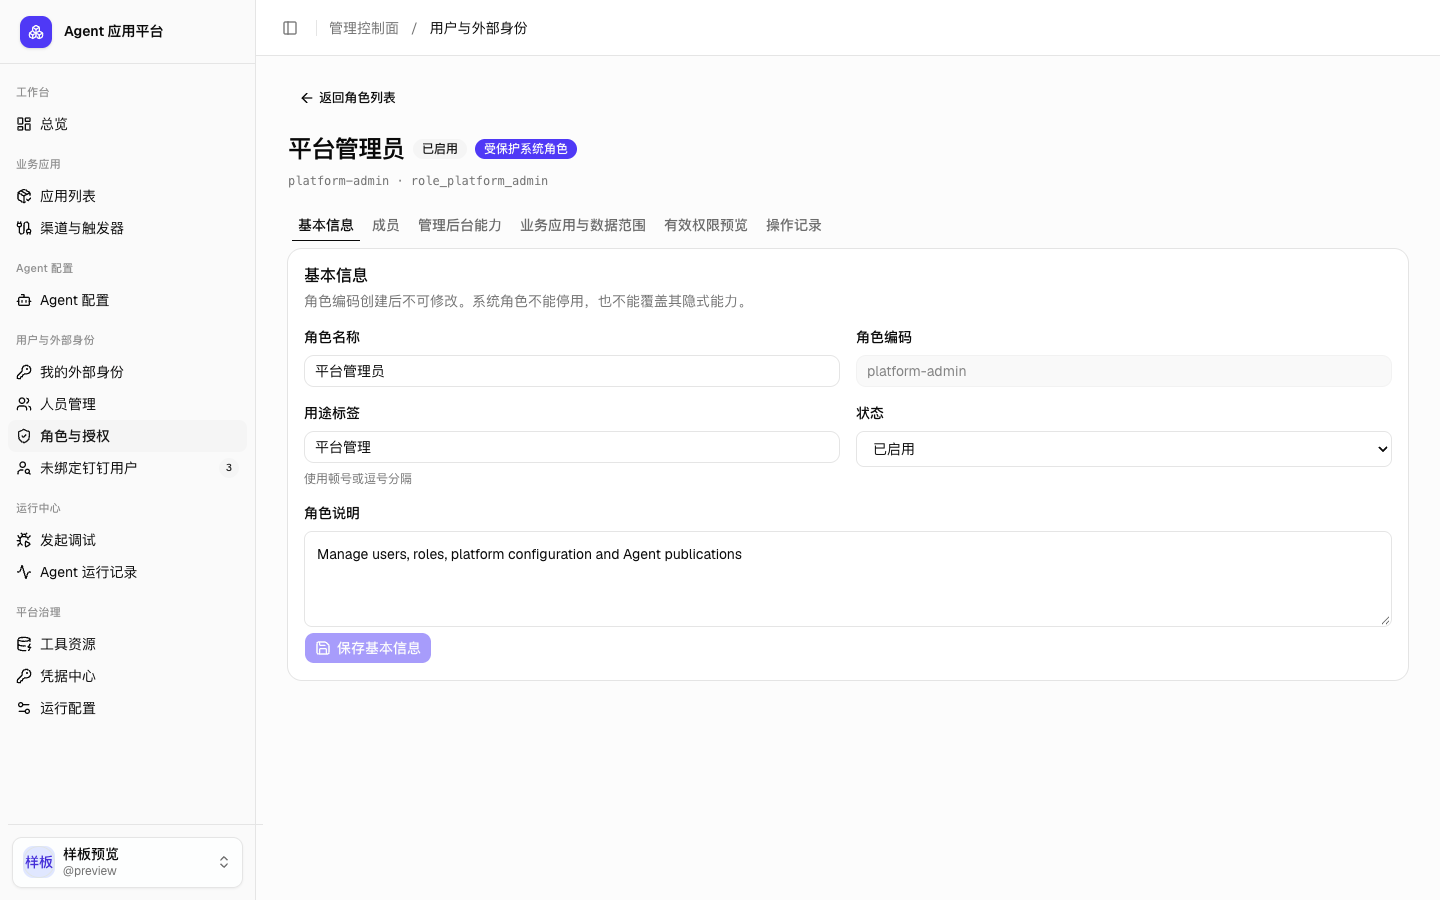 Agent 应用平台
工作台
总览
业务应用
应用列表
渠道与触发器
Agent 配置
Agent 配置
用户与外部身份
我的外部身份
人员管理
角色与授权
未绑定钉钉用户 3
运行中心
发起调试
Agent 运行记录
平台治理
工具资源
凭据中心
运行配置
样板 样板预览
@preview
管理控制面 / 用户与外部身份
返回角色列表
平台管理员 已启用 受保护系统角色
platform-admin · role_platform_admin
基本信息 成员 管理后台能力 业务应用与数据范围 有效权限预览 操作记录
基本信息
角色编码创建后不可修改。系统角色不能停用，也不能覆盖其隐式能力。
角色名称 角色编码
平台管理员 platform-admin
用途标签 状态
平台管理 已启用
使用顿号或逗号分隔
角色说明
Manage users, roles, platform configuration and Agent publications
保存基本信息